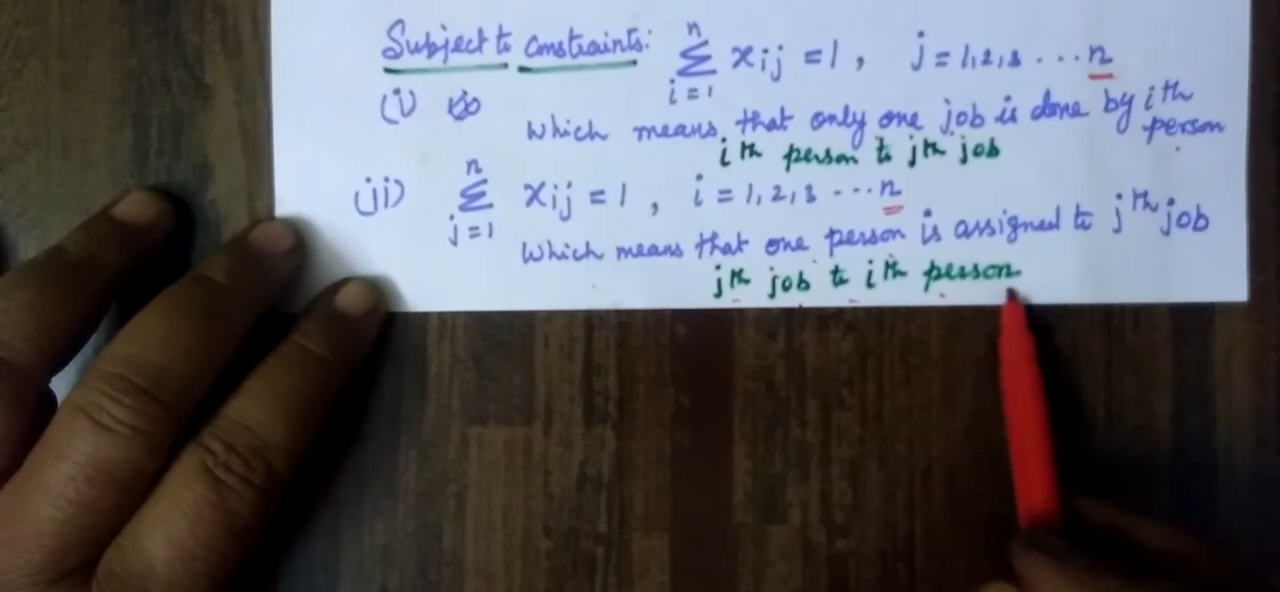 Subject to constraints: n Σ i=1 xij = 1, j = 1,2,3 ... n
(i)
Which means that only one job is done by ith person
ith person to jth job
(ii) n Σ j=1 xij = 1, i = 1,2,3 ... n
Which means that one person is assigned to jth job
jth job to ith person